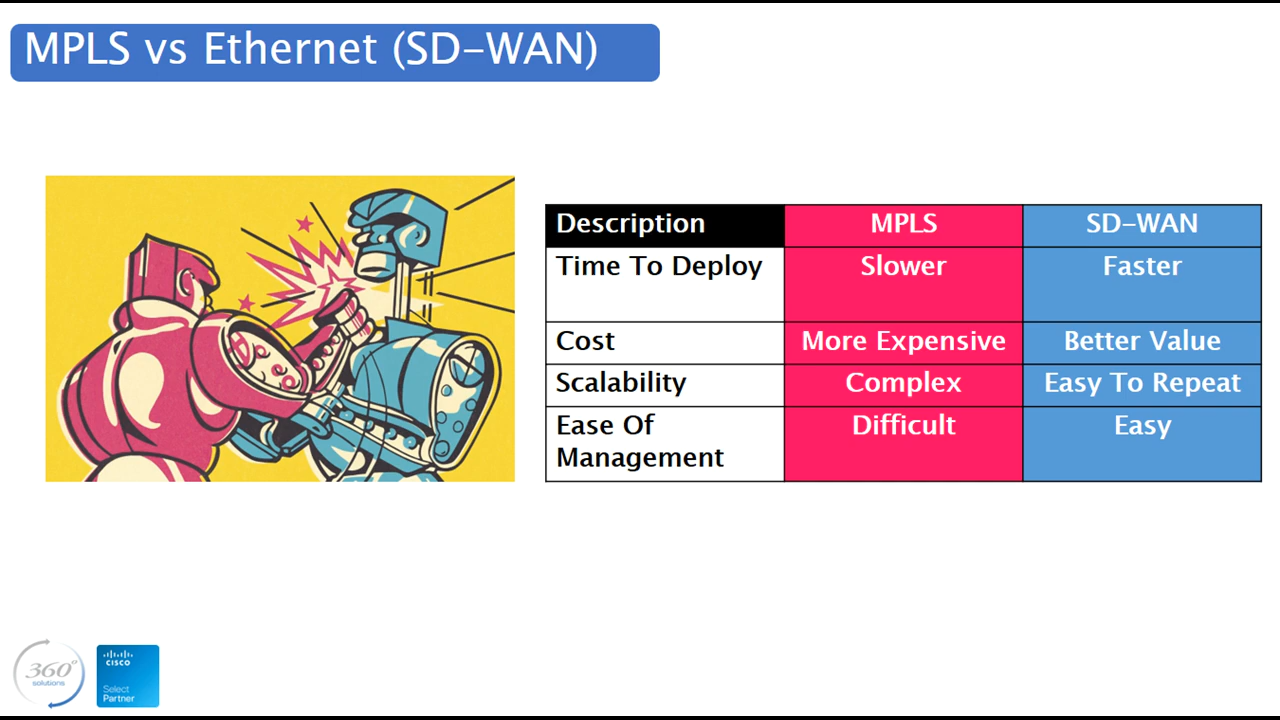 MPLS vs Ethernet (SD-WAN)
Description MPLS SD-WAN
Time To Deploy Slower Faster
Cost More Expensive Better Value
Scalability Complex Easy To Repeat
Ease Of Management Difficult Easy
360°
solutions
CISCO
Select
Partner